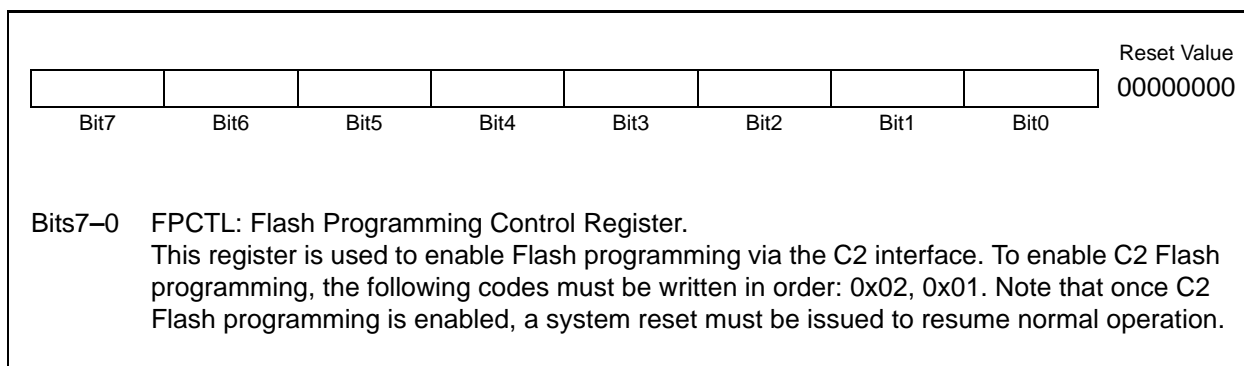 Reset Value
00000000
Bit7 Bit6 Bit5 Bit4 Bit3 Bit2 Bit1 Bit0
Bits7–0 FPCTL: Flash Programming Control Register.
This register is used to enable Flash programming via the C2 interface. To enable C2 Flash
programming, the following codes must be written in order: 0x02, 0x01. Note that once C2
Flash programming is enabled, a system reset must be issued to resume normal operation.